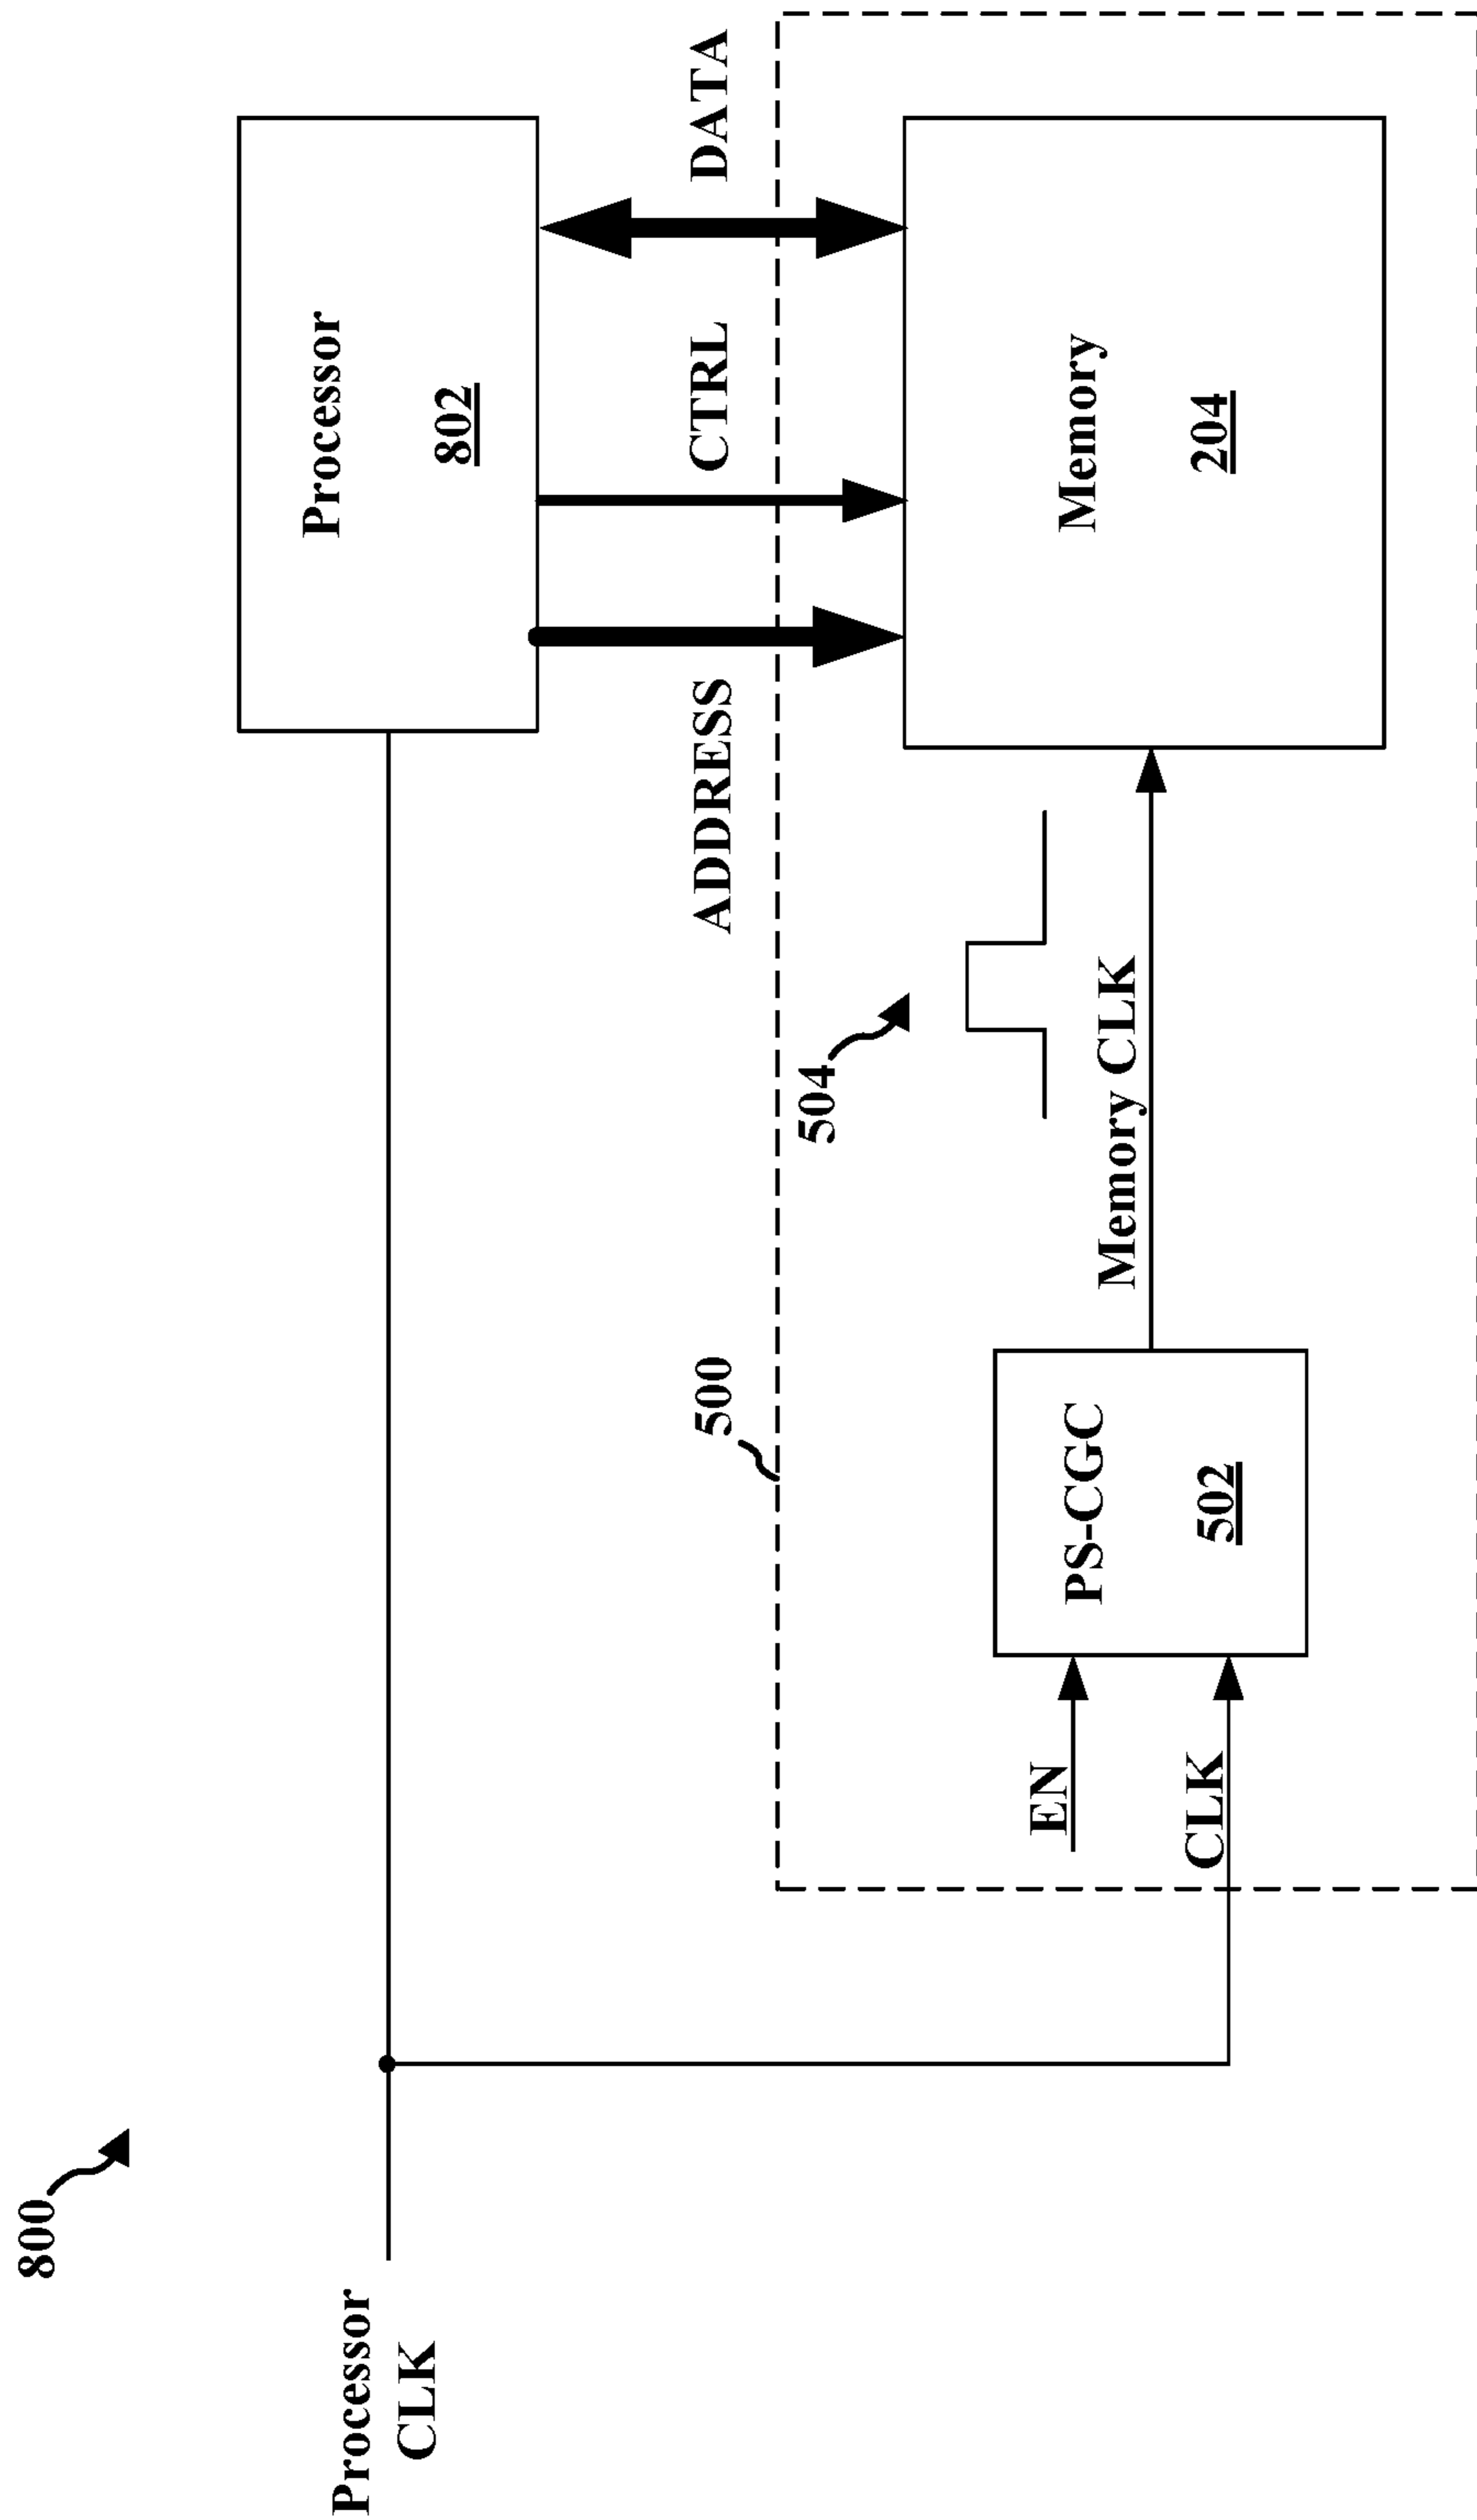 800
Processor
CLK
Processor
802
ADDRESS
CTRL
DATA
500
504
EN
CLK
PS-CGC
502
Memory CLK
Memory
204